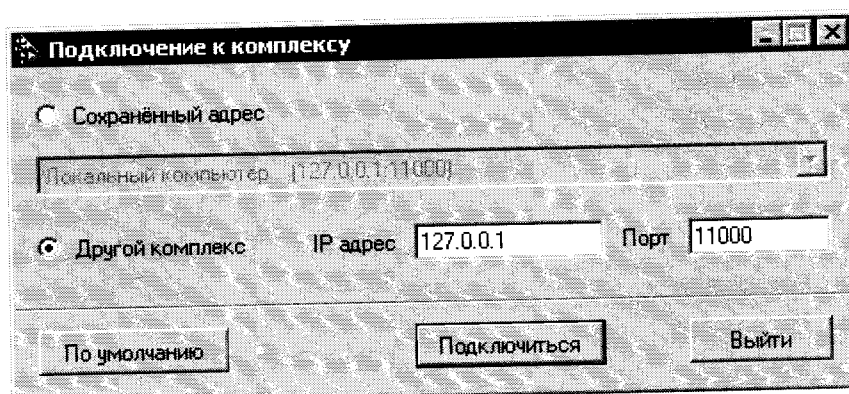 Подключение к комплексу
Сохранённый адрес
Локальный компьютер [127.0.0.1:11000]
Другой комплекс IP адрес 127.0.0.1 Порт 11000
По умолчанию Подключиться Выйти